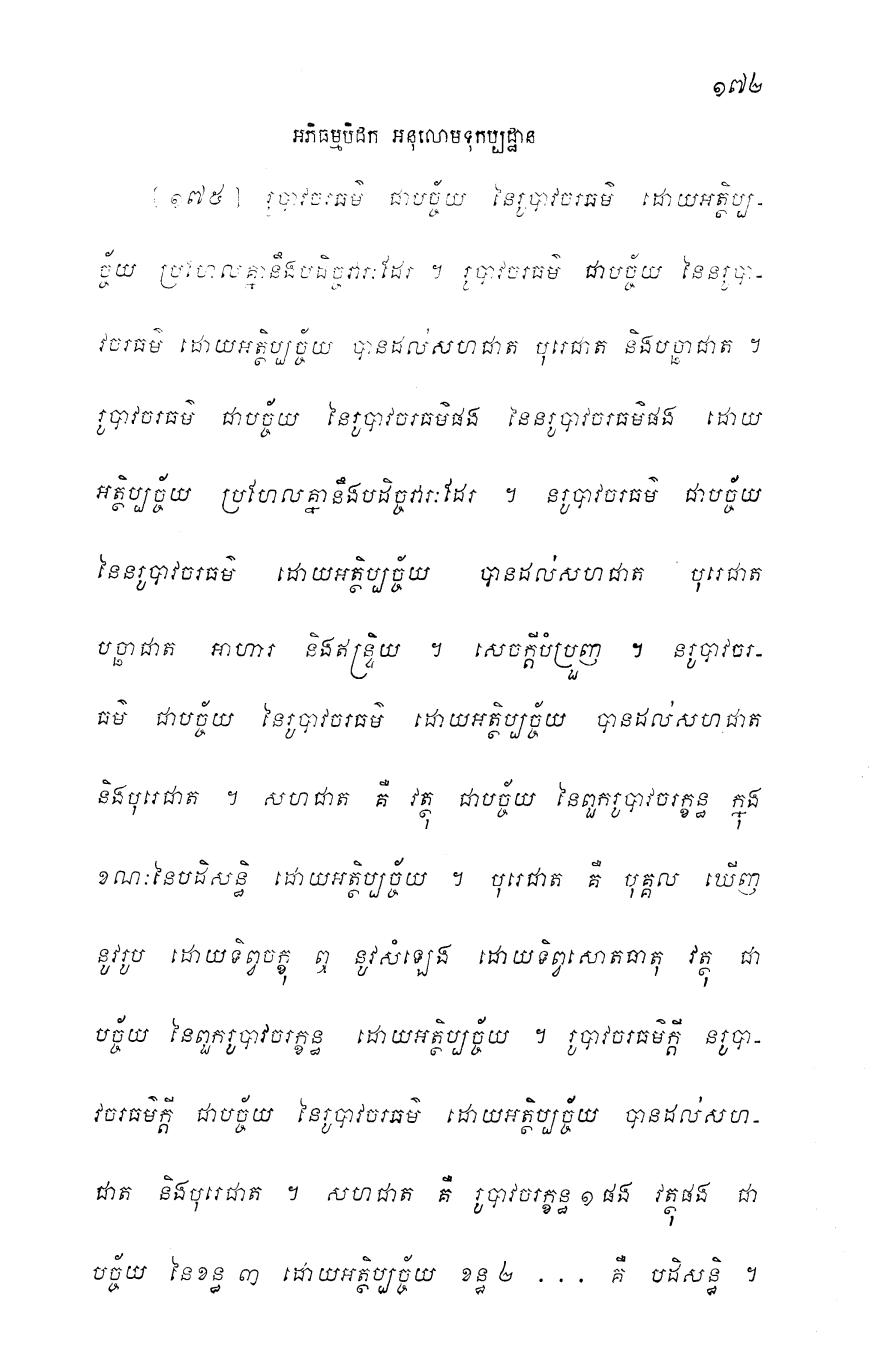 ១៧២
អភិធម្មបិដក អនុលោមទុកប្បដ្ឋាន
[១៧៥] រូបាវចរធម៌ ជាបច្ច័យ នៃរូបាវចរធម៌ ដោយអត្ថិប្ប-
ច្ច័យ ប្រហែលគ្នានឹងបដិច្ចវារៈដែរ ។ រូបាវចរធម៌ ជាបច្ច័យ នៃនរូបា-
វចរធម៌ ដោយអត្ថិប្បច្ច័យ បានដល់សហជាត បុរេជាត និងបច្ឆាជាត ។
រូបាវចរធម៌ ជាបច្ច័យ នៃរូបាវចរធម៌ផង នៃនរូបាវចរធម៌ផង ដោយ
អត្ថិប្បច្ច័យ ប្រហែលគ្នានឹងបដិច្ចវារៈដែរ ។ នរូបាវចរធម៌ ជាបច្ច័យ
នៃនរូបាវចរធម៌ ដោយអត្ថិប្បច្ច័យ បានដល់សហជាត បុរេជាត
បច្ឆាជាត អាហារ និងឥន្ទ្រិយ ។ សេចក្តីបំប្រួញ ។ នរូបាវចរ-
ធម៌ ជាបច្ច័យ នៃរូបាវចរធម៌ ដោយអត្ថិប្បច្ច័យ បានដល់សហជាត
និងបុរេជាត ។ សហជាត គឺ វត្ថុ ជាបច្ច័យ នៃពួករូបាវចរក្ខន្ធ ក្នុង
ខណៈនៃបដិសន្ធិ ដោយអត្ថិប្បច្ច័យ ។ បុរេជាត គឺ បុគ្គល ឃើញ
នូវរូប ដោយទិព្វចក្ខុ ឮ នូវសំឡេង ដោយទិព្វសោតធាតុ វត្ថុ ជា
បច្ច័យ នៃពួករូបាវចរក្ខន្ធ ដោយអត្ថិប្បច្ច័យ ។ រូបាវចរធម៌ក្តី នរូបា-
វចរធម៌ក្តី ជាបច្ច័យ នៃរូបាវចរធម៌ ដោយអត្ថិប្បច្ច័យ បានដល់សហ-
ជាត និងបុរេជាត ។ សហជាត គឺ រូបាវចរក្ខន្ធ ១ ផង វត្ថុផង ជា
បច្ច័យ នៃខន្ធ ៣ ដោយអត្ថិប្បច្ច័យ ខន្ធ ២ ... គឺ បដិសន្ធិ ។